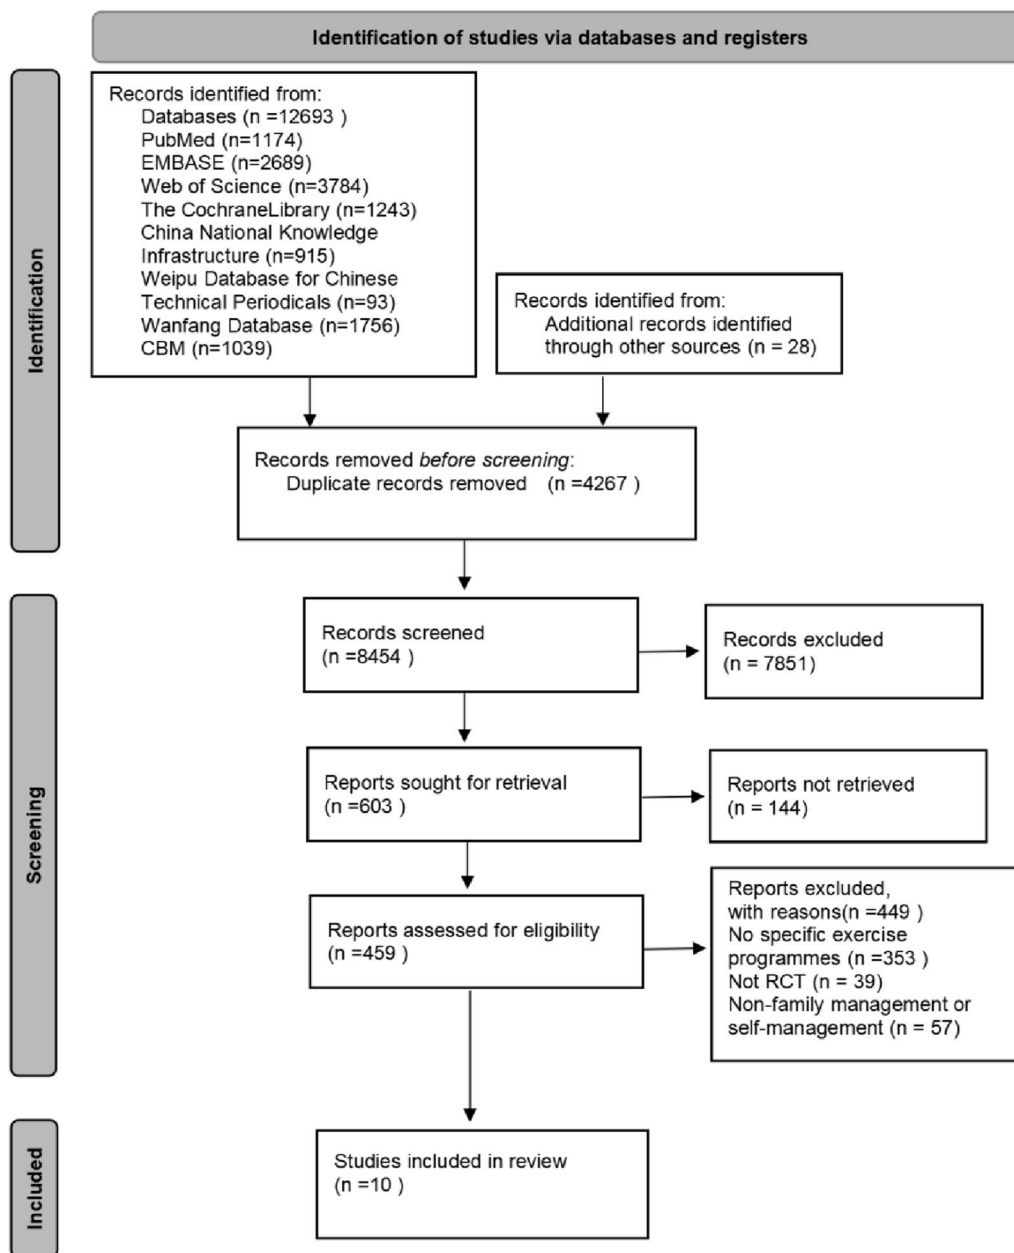 Identification of studies via databases and registers
Identification
Records identified from:
Databases (n =12693 )
PubMed (n=1174)
EMBASE (n=2689)
Web of Science (n=3784)
The CochraneLibrary (n=1243)
China National Knowledge
Infrastructure (n=915)
Weipu Database for Chinese
Technical Periodicals (n=93)
Wanfang Database (n=1756)
CBM (n=1039)
Records identified from:
Additional records identified
through other sources (n = 28)
Records removed before screening:
Duplicate records removed (n =4267 )
Screening
Records screened
(n =8454 )
Records excluded
(n = 7851)
Reports sought for retrieval
(n =603 )
Reports not retrieved
(n = 144)
Reports assessed for eligibility
(n =459 )
Reports excluded,
with reasons(n =449 )
No specific exercise
programmes (n =353 )
Not RCT (n = 39)
Non-family management or
self-management (n = 57)
Included
Studies included in review
(n =10 )